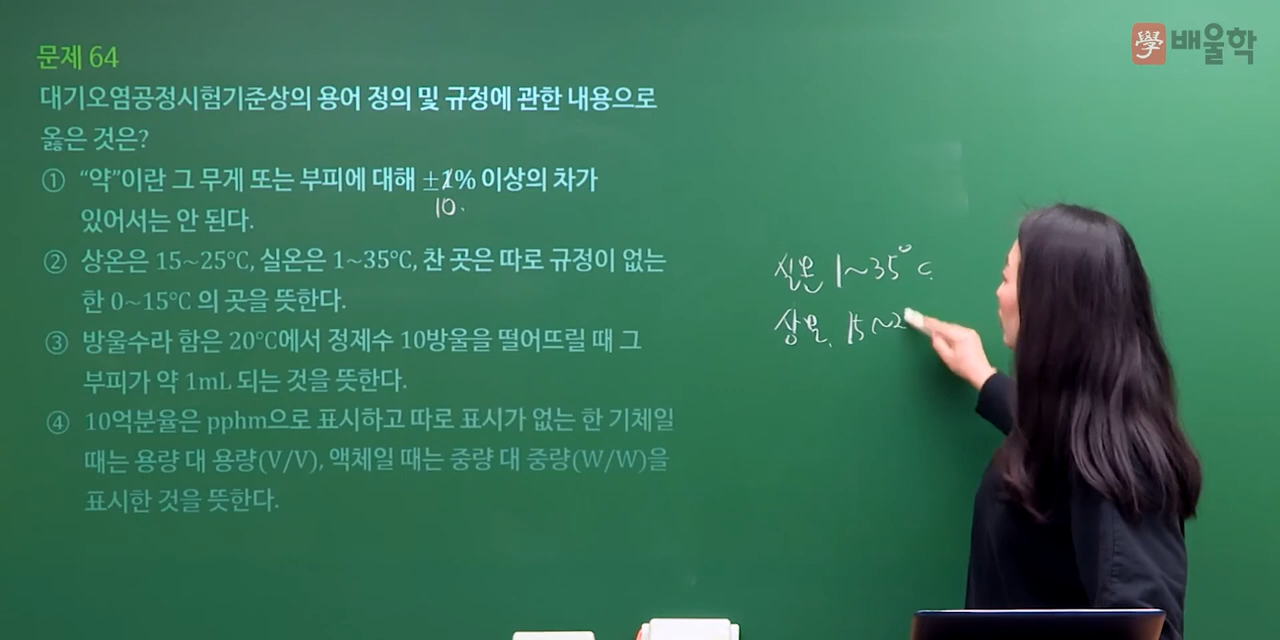 學 배울학
문제 64
대기오염공정시험기준상의 용어 정의 및 규정에 관한 내용으로
옳은 것은?
① “약”이란 그 무게 또는 부피에 대해 ±1% 이상의 차가
10.
있어서는 안 된다.
② 상온은 15~25℃, 실온은 1~35℃, 찬 곳은 따로 규정이 없는
한 0~15℃ 의 곳을 뜻한다.
③ 방울수라 함은 20℃에서 정제수 10방울을 떨어뜨릴 때 그
부피가 약 1mL 되는 것을 뜻한다.
④ 10억분율은 pphm으로 표시하고 따로 표시가 없는 한 기체일
때는 용량 대 용량(V/V), 액체일 때는 중량 대 중량(W/W)을
표시한 것을 뜻한다.
실온 1~35°C
상온. 15~2